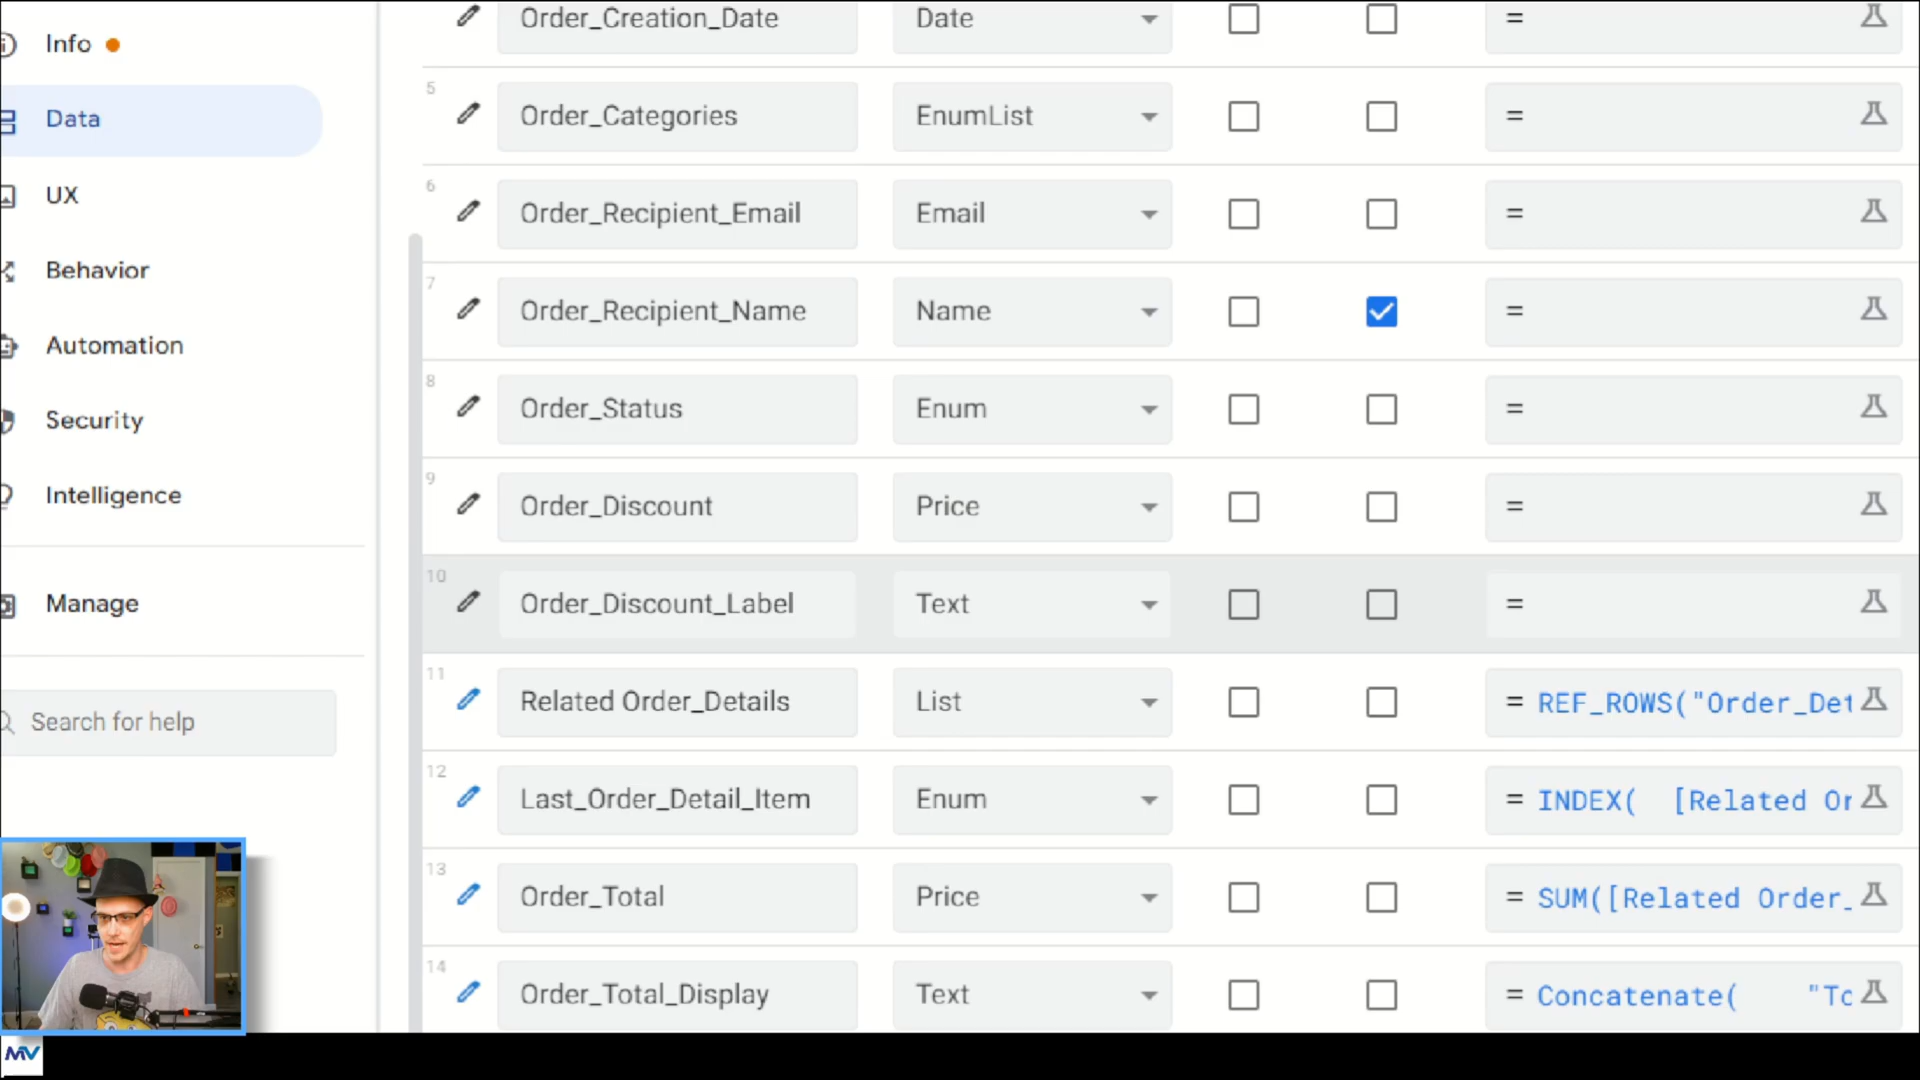 Info
Data
UX
Behavior
Automation
Security
Intelligence
Manage
Search for help
Order_Creation_Date Date =
5
Order_Categories EnumList =
6
Order_Recipient_Email Email =
7
Order_Recipient_Name Name =
8
Order_Status Enum =
9
Order_Discount Price =
10
Order_Discount_Label Text =
11
Related Order_Details List = REF_ROWS("Order_Det
12
Last_Order_Detail_Item Enum = INDEX( [Related Or
13
Order_Total Price = SUM([Related Order_
14
Order_Total_Display Text = Concatenate( "To
MV